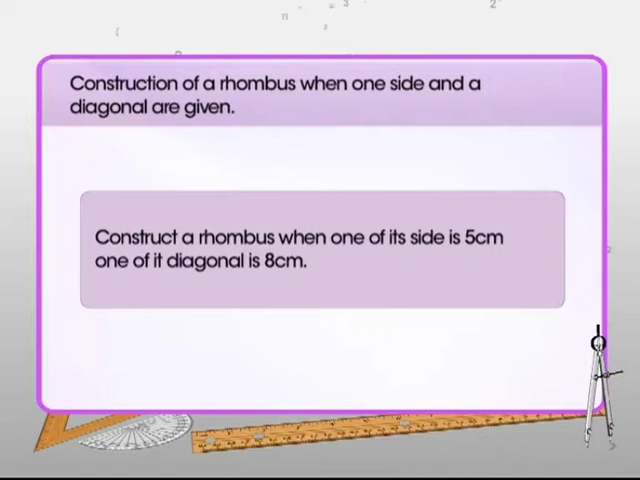 Construction of a rhombus when one side and a
diagonal are given.
Construct a rhombus when one of its side is 5cm
one of it diagonal is 8cm.